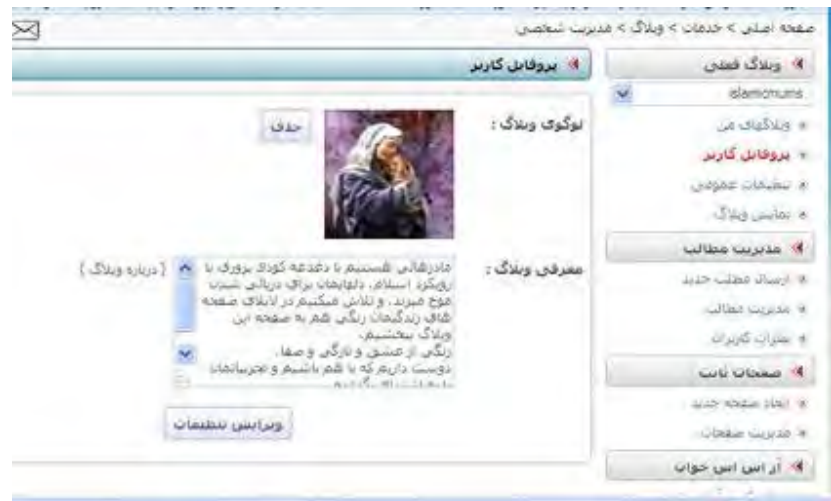 صفحه اصلی > خدمات > وبلاگ > مدیریت شخصی
وبلاگ فعلی
islamicmums
وبلاگهای من
پروفایل کاربر
تنظیمات عمومی
نمایش وبلاگ
مدیریت مطالب
ارسال مطلب جدید
مدیریت مطالب
نظرات کاربران
صفحات ثابت
ایجاد صفحه جدید
مدیریت صفحات
آر اس اس خوان
پروفایل کاربر
لوگوی وبلاگ :
حذف
معرفی وبلاگ :
مادرهائی هستیم با دغدغه کودک پروری با
رویکرد اسلام، دلهایمان برای دریائی شدن
موج میزند، و تلاش میکنیم در لابلای صفحه
های زندگیمان رنگی هم به صفحه این
وبلاگ ببخشیم.
رنگی از عشق و تازگی و صفا.
دوست داریم که با هم باشیم و تجربیاتمان
( درباره وبلاگ )
ویرایش تنظیمات